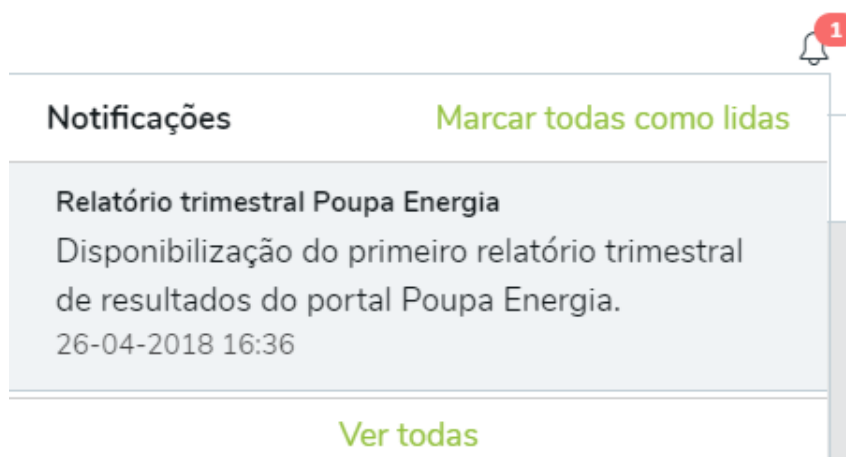 1
Notificações
Marcar todas como lidas
Relatório trimestral Poupa Energia
Disponibilização do primeiro relatório trimestral
de resultados do portal Poupa Energia.
26-04-2018 16:36
Ver todas